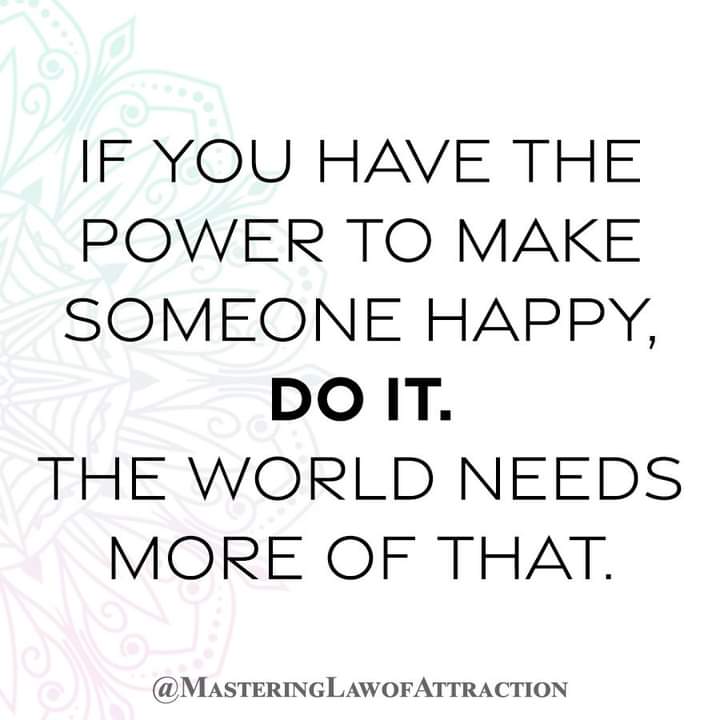 IF YOU HAVE THE
POWER TO MAKE
SOMEONE HAPPY,
DO IT.
THE WORLD NEEDS
MORE OF THAT.
@MASTERINGLAWOFATTRACTION